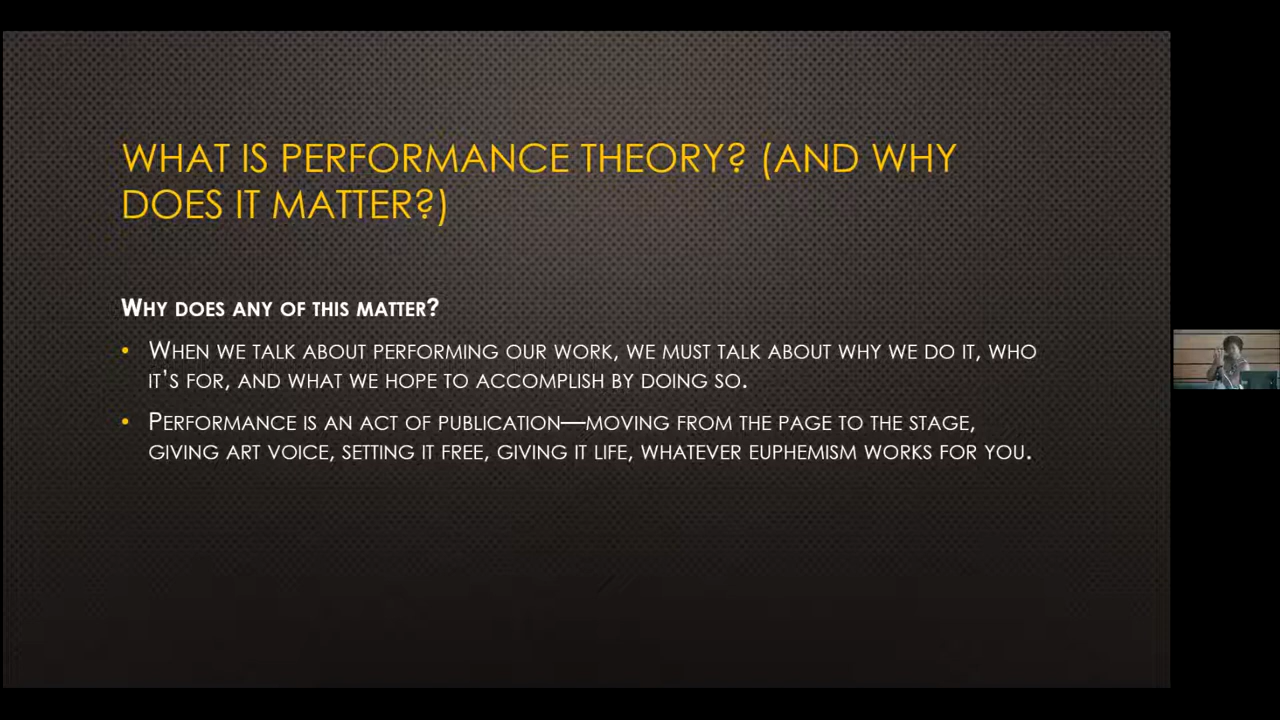 WHAT IS PERFORMANCE THEORY? (AND WHY
DOES IT MATTER?)
WHY DOES ANY OF THIS MATTER?
• WHEN WE TALK ABOUT PERFORMING OUR WORK, WE MUST TALK ABOUT WHY WE DO IT, WHO
IT'S FOR, AND WHAT WE HOPE TO ACCOMPLISH BY DOING SO.
• PERFORMANCE IS AN ACT OF PUBLICATION—MOVING FROM THE PAGE TO THE STAGE,
GIVING ART VOICE, SETTING IT FREE, GIVING IT LIFE, WHATEVER EUPHEMISM WORKS FOR YOU.